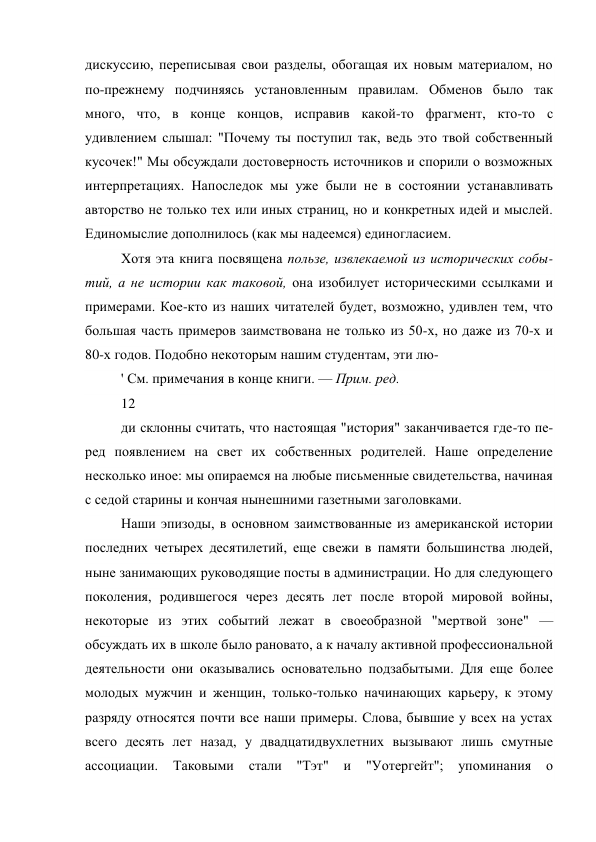 дискуссию, переписывая свои разделы, обогащая их новым материалом, но
по-прежнему подчиняясь установленным правилам. Обменов было так
много, что, в конце концов, исправив какой-то фрагмент, кто-то с
удивлением слышал: "Почему ты поступил так, ведь это твой собственный
кусочек!" Мы обсуждали достоверность источников и спорили о возможных
интерпретациях. Напоследок мы уже были не в состоянии устанавливать
авторство не только тех или иных страниц, но и конкретных идей и мыслей.
Единомыслие дополнилось (как мы надеемся) единогласием.
Хотя эта книга посвящена пользе, извлекаемой из исторических собы-
тий, а не истории как таковой, она изобилует историческими ссылками и
примерами. Кое-кто из наших читателей будет, возможно, удивлен тем, что
большая часть примеров заимствована не только из 50-х, но даже из 70-х и
80-х годов. Подобно некоторым нашим студентам, эти лю-
' См. примечания в конце книги. — Прим. ред.
12
ди склонны считать, что настоящая "история" заканчивается где-то пе-
ред появлением на свет их собственных родителей. Наше определение
несколько иное: мы опираемся на любые письменные свидетельства, начиная
с седой старины и кончая нынешними газетными заголовками.
Наши эпизоды, в основном заимствованные из американской истории
последних четырех десятилетий, еще свежи в памяти большинства людей,
ныне занимающих руководящие посты в администрации. Но для следующего
поколения, родившегося через десять лет после второй мировой войны,
некоторые из этих событий лежат в своеобразной "мертвой зоне" —
обсуждать их в школе было рановато, а к началу активной профессиональной
деятельности они оказывались основательно подзабытыми. Для еще более
молодых мужчин и женщин, только-только начинающих карьеру, к этому
разряду относятся почти все наши примеры. Слова, бывшие у всех на устах
всего десять лет назад, у двадцатидвухлетних вызывают лишь смутные
ассоциации. Таковыми стали "Тэт" и "Уотергейт"; упоминания о